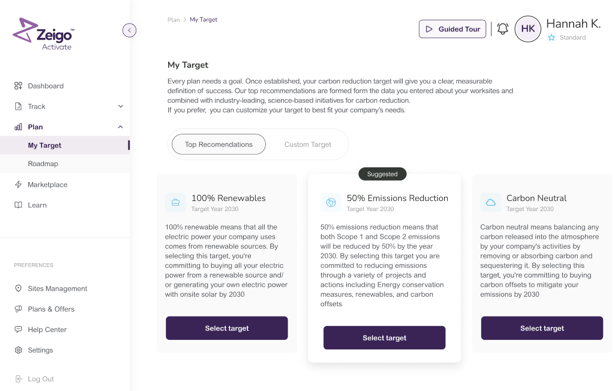 Zeigo™
Activate
Dashboard
Track
Plan
My Target
Roadmap
Marketplace
Learn
PREFERENCES
Sites Management
Plans & Offers
Help Center
Settings
Log Out
Plan > My Target
Guided Tour
HK
Hannah K.
Standard
My Target
Every plan needs a goal. Once established, your carbon reduction target will give you a clear, measurable
definition of success. Our top recommendations are formed form the data you entered about your worksites and
combined with industry-leading, science-based initiatives for carbon reduction.
If you prefer, you can customize your target to best fit your company's needs.
Top Recomendations
Custom Target
100% Renewables
Target Year 2030
100% renewable means that all the
electric power your company uses
comes from renewable sources. By
selecting this target, you're
committing to buying all your electric
power from a renewable source and/
or generating your own electric power
with onsite solar by 2030
Select target
Suggested
50% Emissions Reduction
Target Year 2030
50% emissions reduction means that
both Scope 1 and Scope 2 emissions
will be reduced by 50% by the year
2030. By selecting this target you are
committed to reducing emissions
through a variety of projects and
actions including Energy conservation
measures, renewables, and carbon
offsets
Select target
Carbon Neutral
Target Year 2030
Carbon neutral means balancing any
carbon released into the atmosphere
by your company's activities by
removing or absorbing carbon and
sequestering it. By selecting this
target, you're committing to buying
carbon offsets to mitigate your
emissions by 2030
Select target